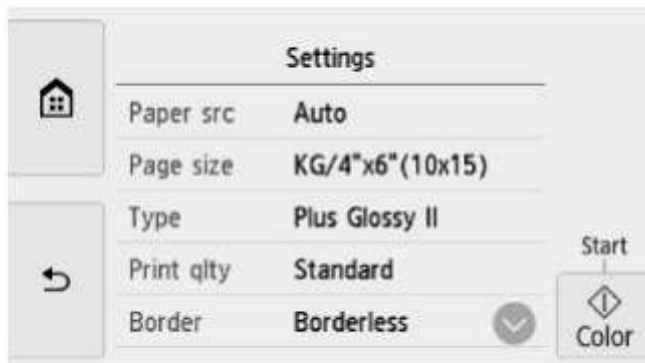 Settings
Paper src Auto
Page size KG/4"x6"(10x15)
Type Plus Glossy II
Print qlty Standard
Border Borderless
Start
Color